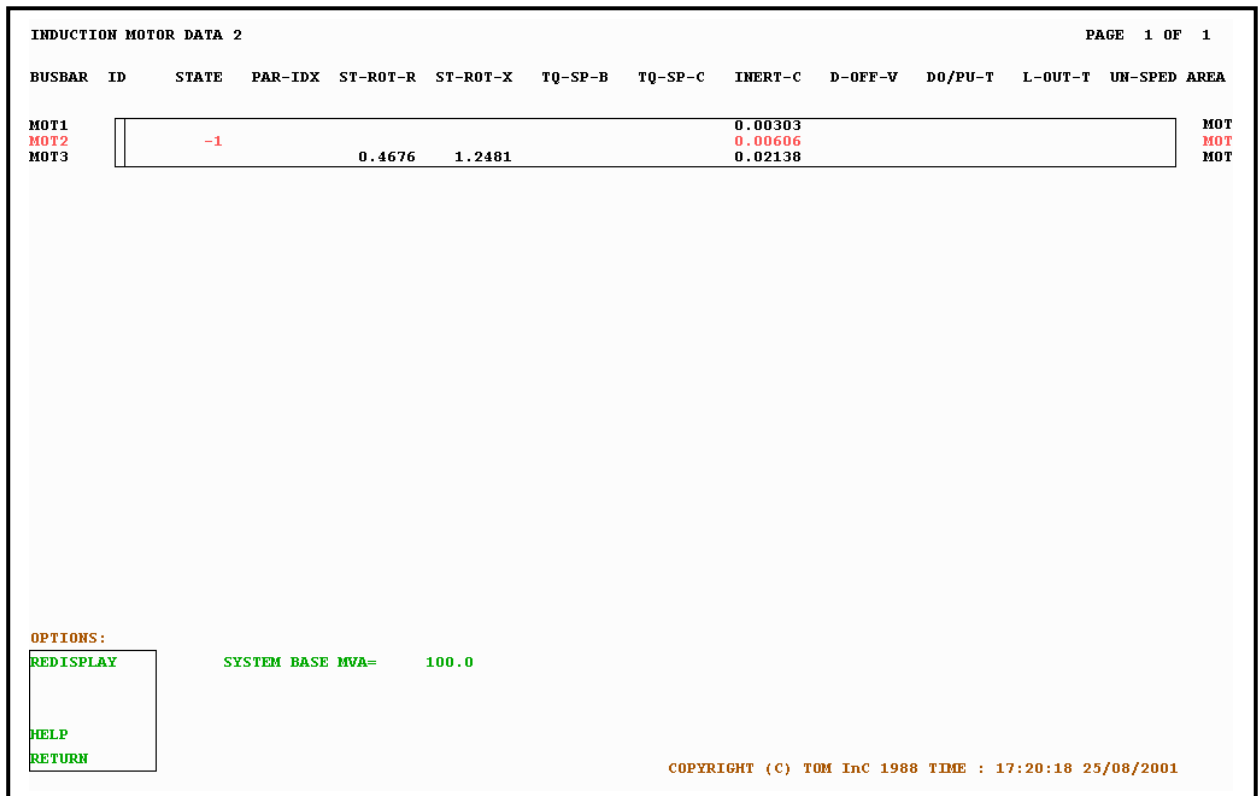 INDUCTION MOTOR DATA 2 PAGE 1 OF 1
BUSBAR ID STATE PAR-IDX ST-ROT-R ST-ROT-X TQ-SP-B TQ-SP-C INERT-C D-OFF-V DO/PU-T L-OUT-T UN-SPED AREA
MOT1 0.00303 MOT
MOT2 -1 0.00606 MOT
MOT3 0.4676 1.2481 0.02138 MOT
OPTIONS:
REDISPLAY SYSTEM BASE MVA= 100.0
HELP
RETURN
COPYRIGHT (C) TOM InC 1988 TIME : 17:20:18 25/08/2001